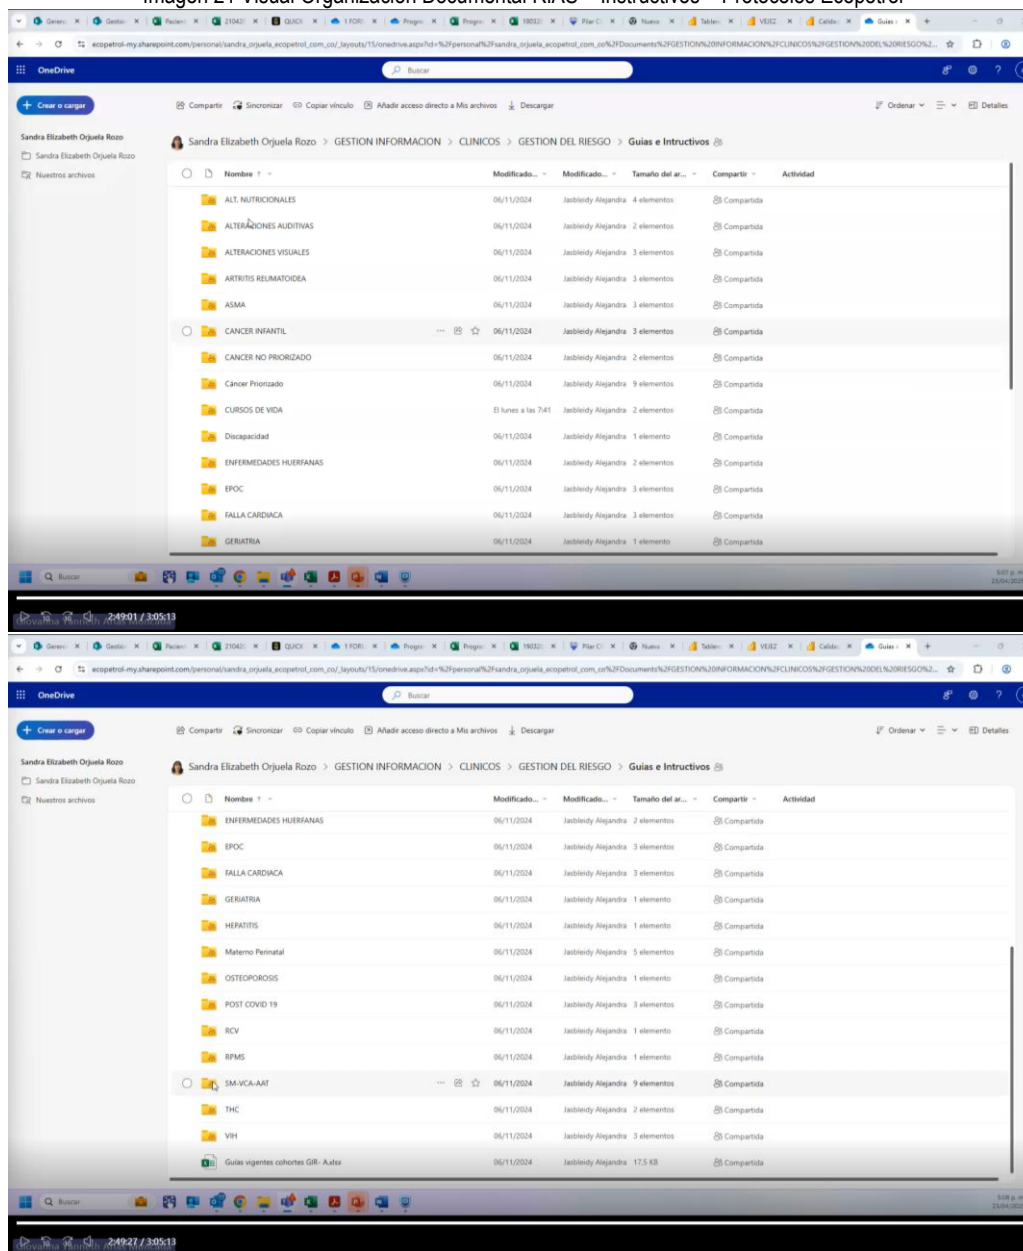 Imagen 21 Visual Organización Documental RIAS – Instructivos – Protocolos Ecopetrol
OneDrive
Buscar
Crear o cargar
Compartir Sincronizar Copiar vínculo Añadir acceso directo a Mis archivos Descargar
Ordenar Detalles
Sandra Elizabeth Orjuela Rozo
Sandra Elizabeth Orjuela Rozo
Nuestros archivos
Sandra Elizabeth Orjuela Rozo > GESTION INFORMACION > CLINICOS > GESTION DEL RIESGO > Guias e Intructivos
Nombre Modificado... Modificado... Tamaño del ar... Compartir Actividad
ALT. NUTRICIONALES 06/11/2024 Jasbleidy Alejandra 4 elementos Compartida
ALTERACIONES AUDITIVAS 06/11/2024 Jasbleidy Alejandra 2 elementos Compartida
ALTERACIONES VISUALES 06/11/2024 Jasbleidy Alejandra 3 elementos Compartida
ARTRITIS REUMATOIDEA 06/11/2024 Jasbleidy Alejandra 3 elementos Compartida
ASMA 06/11/2024 Jasbleidy Alejandra 3 elementos Compartida
CANCER INFANTIL 06/11/2024 Jasbleidy Alejandra 3 elementos Compartida
CANCER NO PRIORIZADO 06/11/2024 Jasbleidy Alejandra 2 elementos Compartida
Cáncer Priorizado 06/11/2024 Jasbleidy Alejandra 9 elementos Compartida
CURSOS DE VIDA El lunes a las 7:41 Jasbleidy Alejandra 2 elementos Compartida
Discapacidad 06/11/2024 Jasbleidy Alejandra 1 elemento Compartida
ENFERMEDADES HUERFANAS 06/11/2024 Jasbleidy Alejandra 2 elementos Compartida
EPOC 06/11/2024 Jasbleidy Alejandra 3 elementos Compartida
FALLA CARDIACA 06/11/2024 Jasbleidy Alejandra 3 elementos Compartida
GERIATRIA 06/11/2024 Jasbleidy Alejandra 1 elemento Compartida
Buscar
5:07 p. m.
2:49:01 / 3:05:13
OneDrive
Buscar
Crear o cargar
Compartir Sincronizar Copiar vínculo Añadir acceso directo a Mis archivos Descargar
Ordenar Detalles
Sandra Elizabeth Orjuela Rozo
Sandra Elizabeth Orjuela Rozo
Nuestros archivos
Sandra Elizabeth Orjuela Rozo > GESTION INFORMACION > CLINICOS > GESTION DEL RIESGO > Guias e Intructivos
Nombre Modificado... Modificado... Tamaño del ar... Compartir Actividad
ENFERMEDADES HUERFANAS 06/11/2024 Jasbleidy Alejandra 2 elementos Compartida
EPOC 06/11/2024 Jasbleidy Alejandra 3 elementos Compartida
FALLA CARDIACA 06/11/2024 Jasbleidy Alejandra 3 elementos Compartida
GERIATRIA 06/11/2024 Jasbleidy Alejandra 1 elemento Compartida
HEPATITIS 06/11/2024 Jasbleidy Alejandra 1 elemento Compartida
Materno Perinatal 06/11/2024 Jasbleidy Alejandra 5 elementos Compartida
OSTEOPOROSIS 06/11/2024 Jasbleidy Alejandra 1 elemento Compartida
POST COVID 19 06/11/2024 Jasbleidy Alejandra 3 elementos Compartida
RCV 06/11/2024 Jasbleidy Alejandra 1 elemento Compartida
RPMS 06/11/2024 Jasbleidy Alejandra 1 elemento Compartida
SM-VCA-AAT 06/11/2024 Jasbleidy Alejandra 9 elementos Compartida
THC 06/11/2024 Jasbleidy Alejandra 2 elementos Compartida
VIH 06/11/2024 Jasbleidy Alejandra 3 elementos Compartida
Guías vigentes cohortes GIR- A.xlsx 06/11/2024 Jasbleidy Alejandra 17,5 KB Compartida
Buscar
5:08 p. m.
2:49:27 / 3:05:13